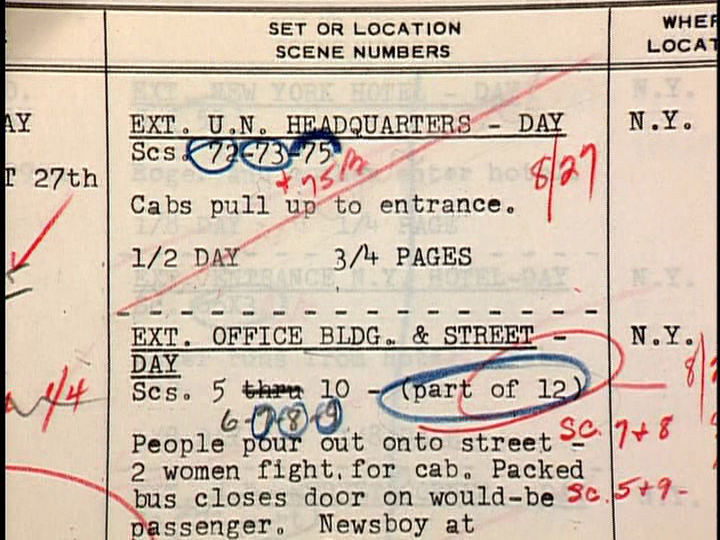 SET OR LOCATION
SCENE NUMBERS
WHER
LOCAT
AY
EXT. U.N. HEADQUARTERS - DAY
N.Y.
Scs. 72-73-75
+ 75
8/27
T 27th
Cabs pull up to entrance.
1/2 DAY 3/4 PAGES
EXT. OFFICE BLDG. & STREET -
N.Y.
DAY
8/
Scs. 5 thru 10 - (part of 12)
1/4
6-7 8-9
People pour out onto street -
SC. 7+8
2 women fight for cab. Packed
bus closes door on would-be
SC. 5+9-
passenger. Newsboy at